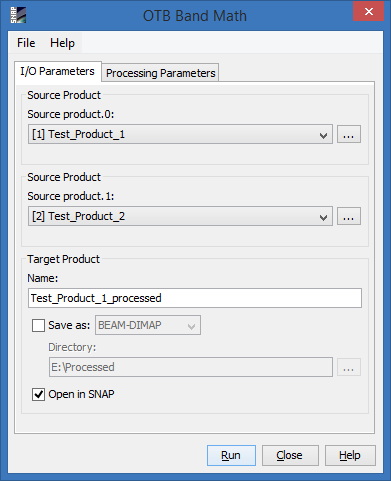 SNAP
OTB Band Math
File Help
I/O Parameters Processing Parameters
Source Product
Source product.0:
[1] Test_Product_1 ...
Source Product
Source product.1:
[2] Test_Product_2 ...
Target Product
Name:
Test_Product_1_processed
Save as: BEAM-DIMAP
Directory:
E:\Processed ...
Open in SNAP
Run Close Help